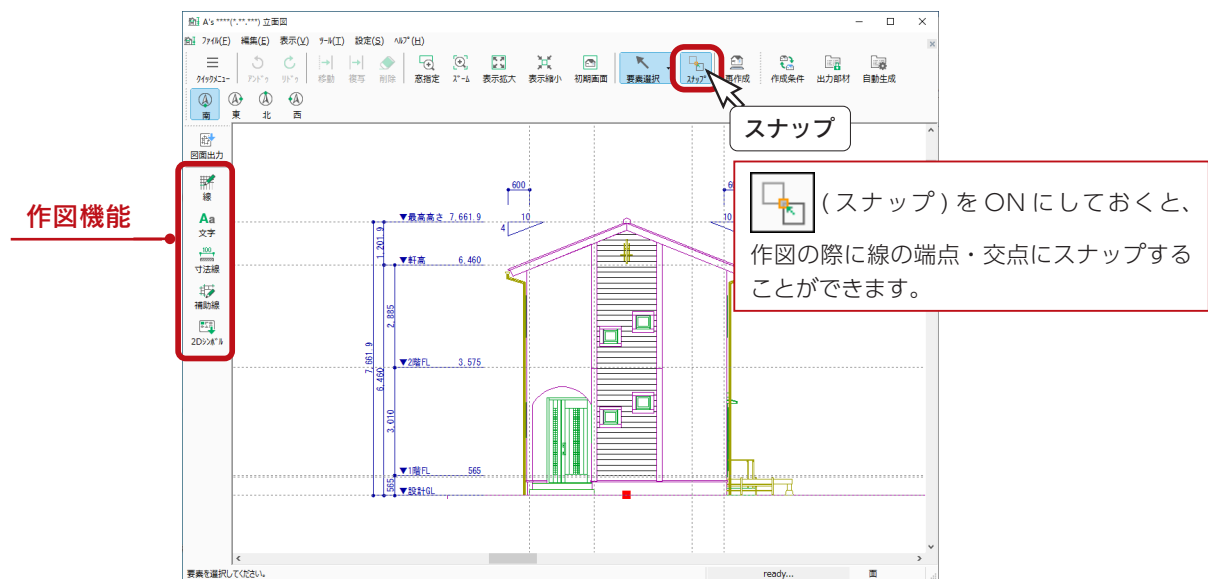 A's ****(*.**.***) 立面図
ﾌｧｲﾙ(F) 編集(E) 表示(V) ﾂｰﾙ(T) 設定(S) ﾍﾙﾌﾟ(H)
ｸｲｯｸﾒﾆｭｰ ｱﾝﾄﾞｩ ﾘﾄﾞｩ 移動 複写 削除 窓指定 ｽﾞｰﾑ 表示拡大 表示縮小 初期画面 要素選択 ｽﾅｯﾌﾟ 再作成 作成条件 出力部材 自動生成
南 東 北 西
スナップ
図面出力
線
Aa
文字
100
寸法線
補助線
2Dｼﾝﾎﾞﾙ
作図機能
(スナップ)をONにしておくと、
作図の際に線の端点・交点にスナップする
ことができます。
600
▼最高高さ 7,661.9
10
4
10
1,201.9
▼軒高 6,460
2,885
7,661.9
6,460
▼2階FL 3,575
3,010
▼1階FL 565
565
▼設計GL
要素を選択してください。 ready... 面